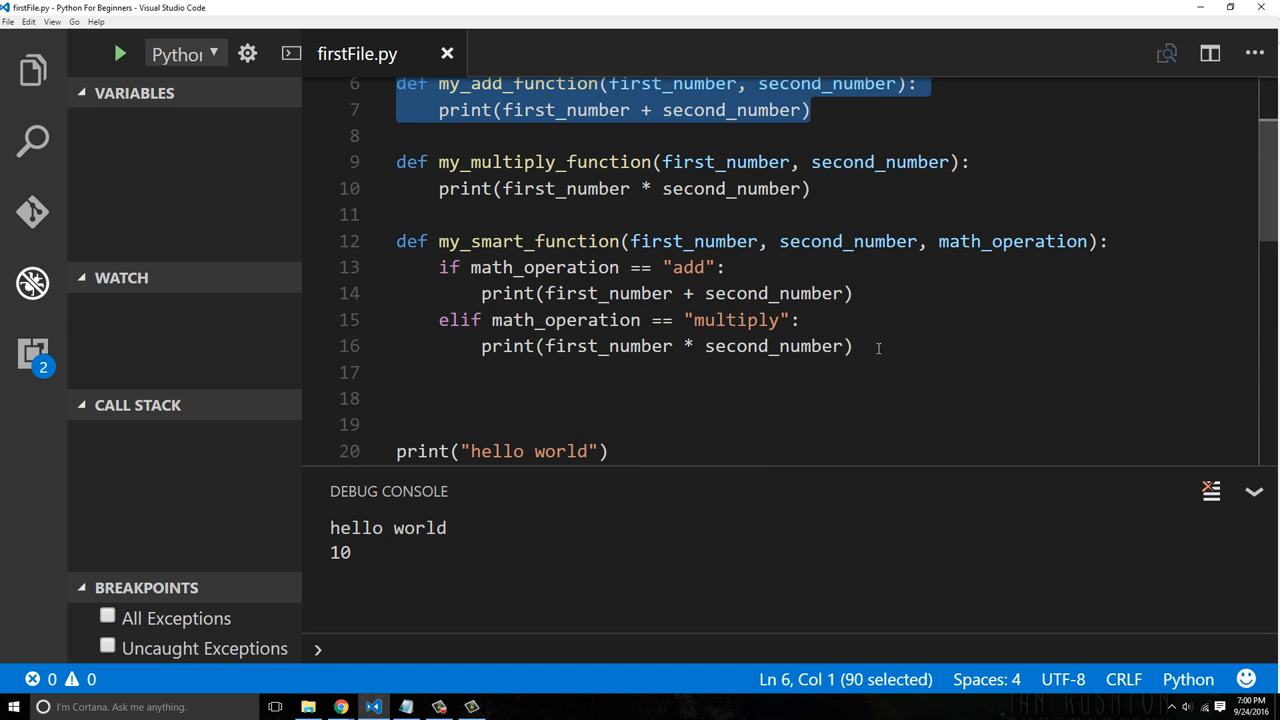 firstFile.py - Python For Beginners - Visual Studio Code
File Edit View Go Help
Python
firstFile.py
VARIABLES
WATCH
CALL STACK
BREAKPOINTS
All Exceptions
Uncaught Exceptions
2
6 def my_add_function(first_number, second_number):
7 print(first_number + second_number)
8
9 def my_multiply_function(first_number, second_number):
10 print(first_number * second_number)
11
12 def my_smart_function(first_number, second_number, math_operation):
13 if math_operation == "add":
14 print(first_number + second_number)
15 elif math_operation == "multiply":
16 print(first_number * second_number)
17
18
19
20 print("hello world")
DEBUG CONSOLE
hello world
10
0 0 Ln 6, Col 1 (90 selected) Spaces: 4 UTF-8 CRLF Python
I'm Cortana. Ask me anything.
7:00 PM
9/24/2016